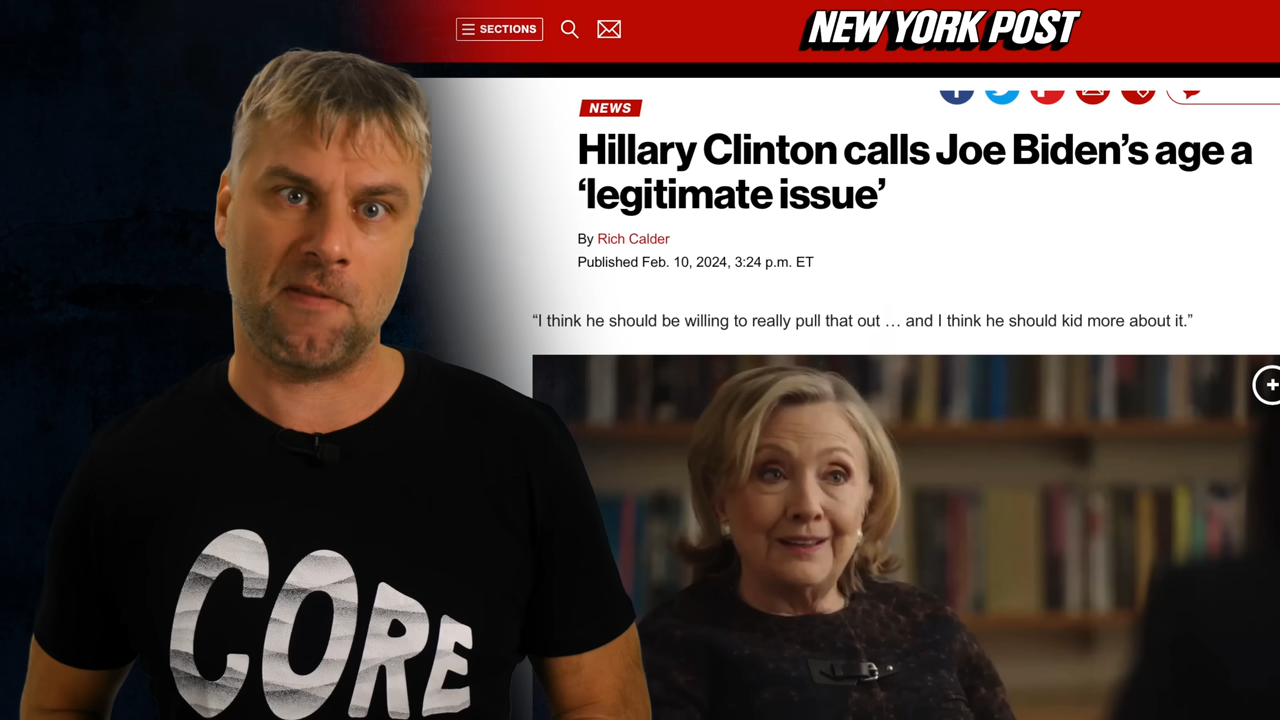 SECTIONS
NEW YORK POST
NEWS
Hillary Clinton calls Joe Biden’s age a
‘legitimate issue’
By Rich Calder
Published Feb. 10, 2024, 3:24 p.m. ET
“I think he should be willing to really pull that out … and I think he should kid more about it.”
CORE